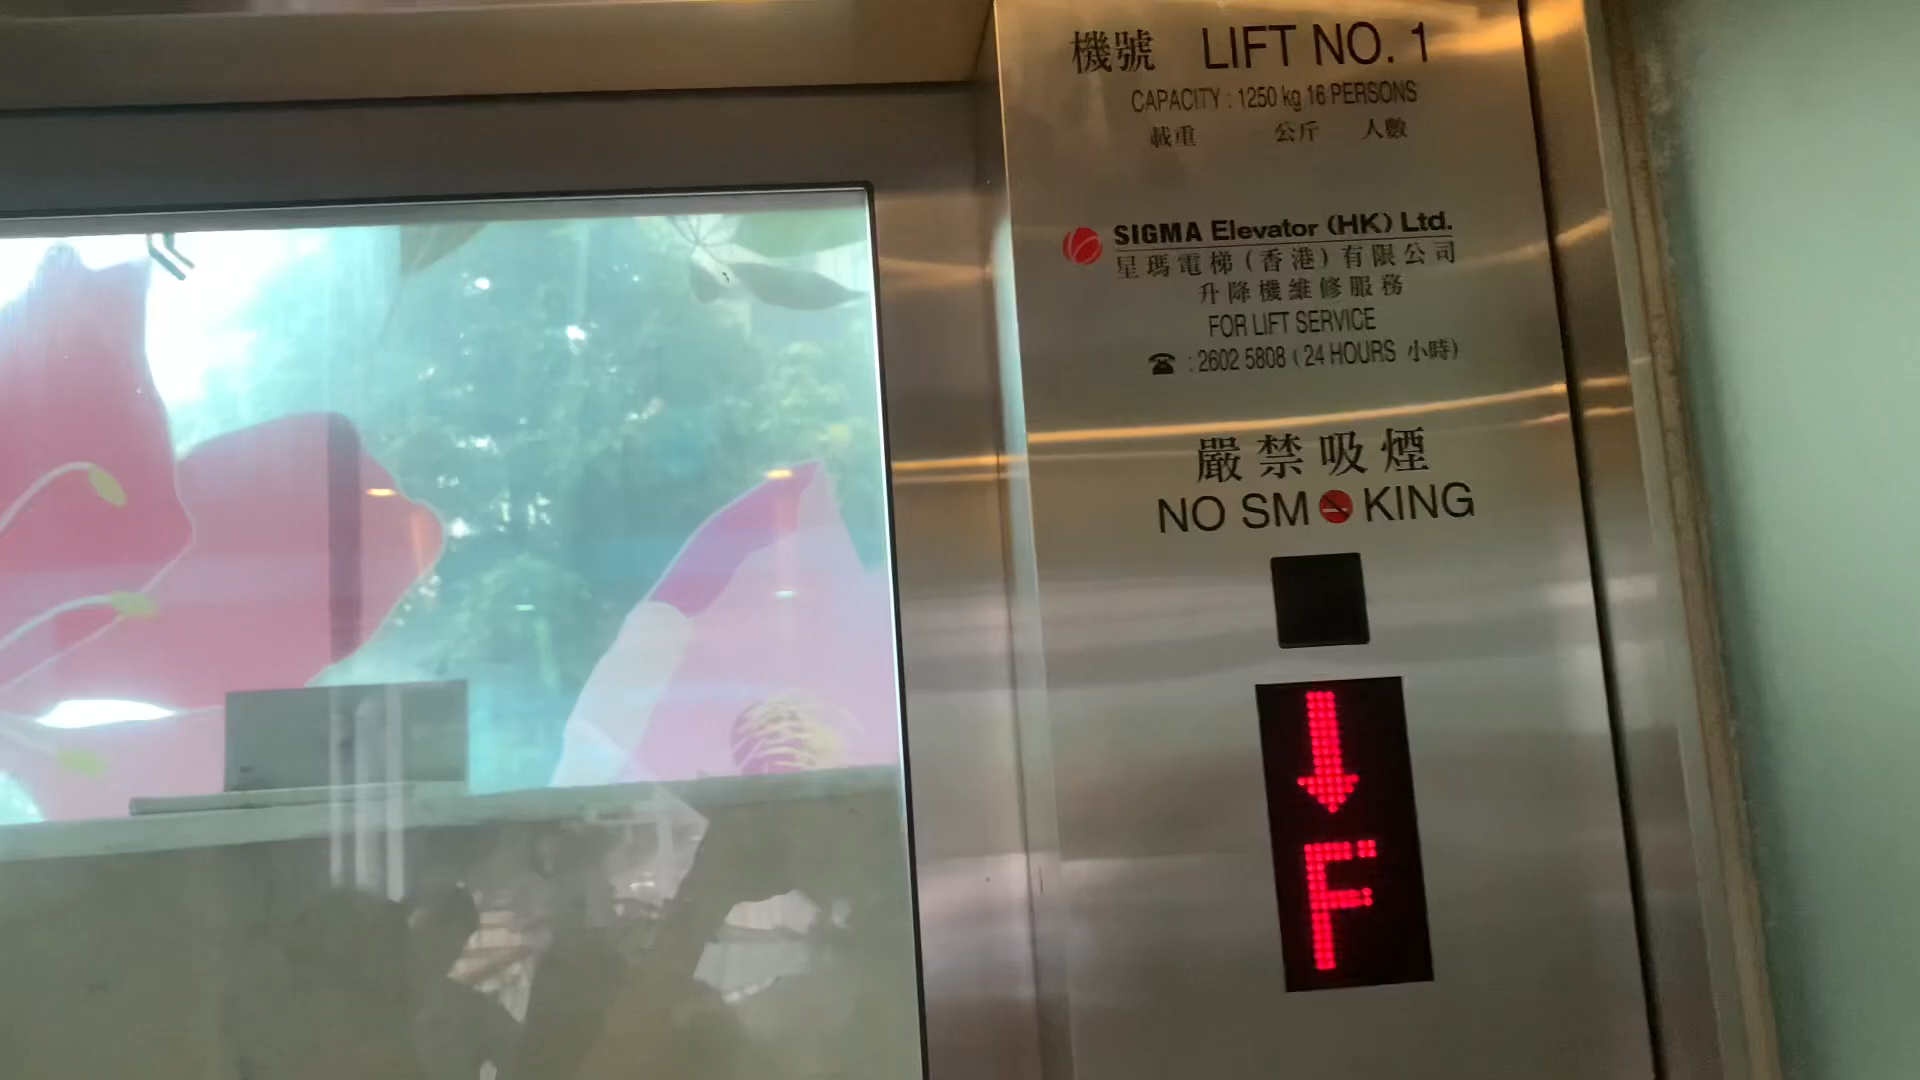 機號 LIFT NO. 1
CAPACITY : 1250 kg 16 PERSONS
載重 公斤 人數
SIGMA Elevator (HK) Ltd.
星瑪電梯(香港)有限公司
升降機維修服務
FOR LIFT SERVICE
☎ : 2602 5808 (24 HOURS 小時)
嚴禁吸煙
NO SMOKING
↓
F